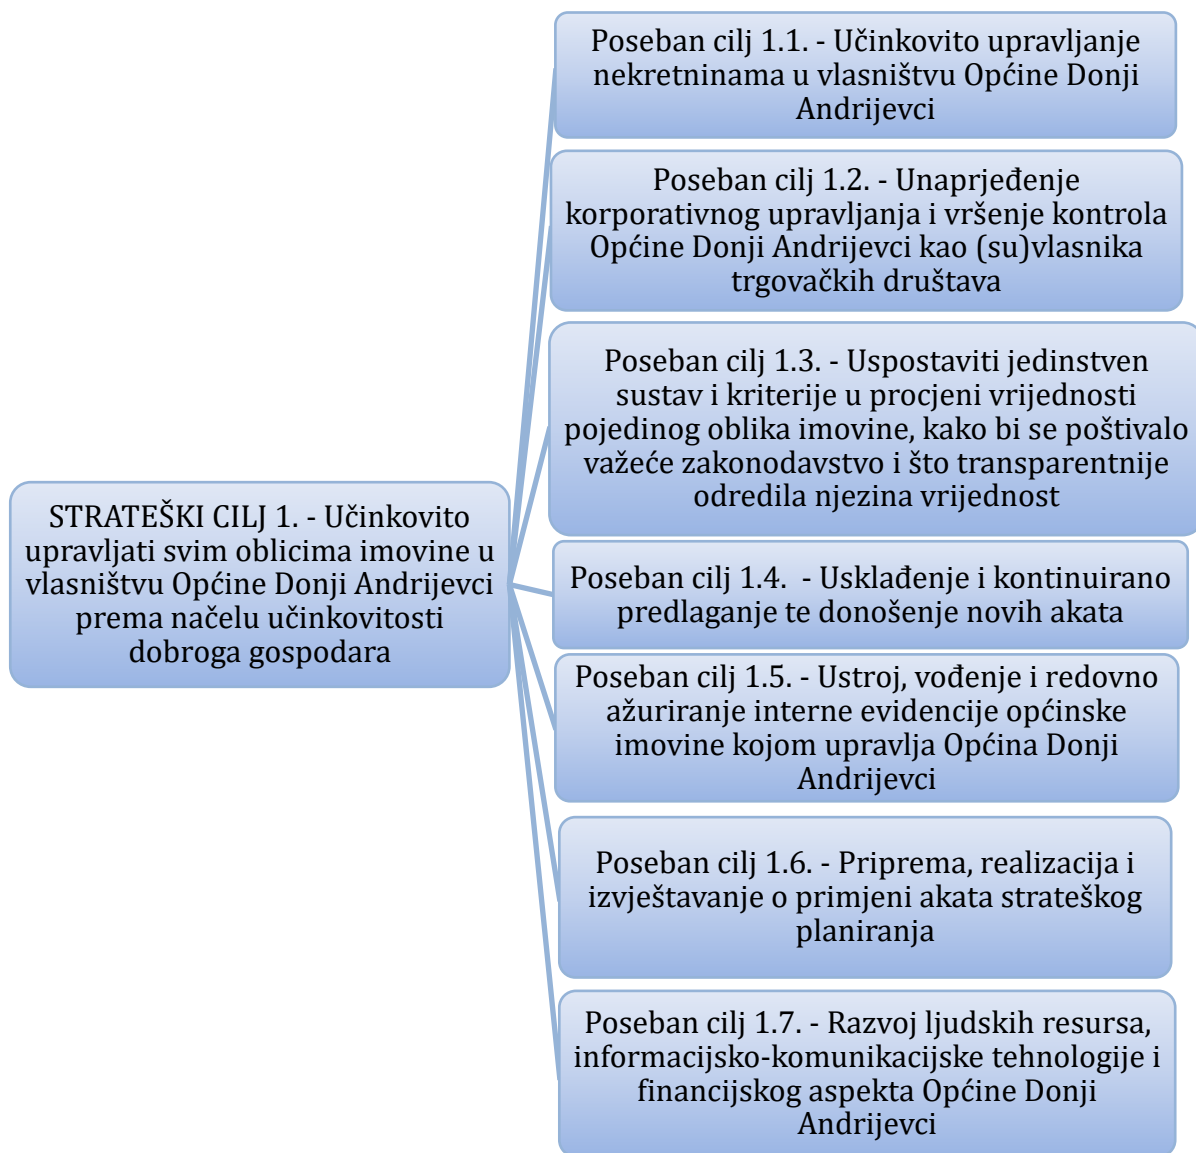 STRATEŠKI CILJ 1. - Učinkovito
upravljati svim oblicima imovine u
vlasništvu Općine Donji Andrijevci
prema načelu učinkovitosti
dobroga gospodara
Poseban cilj 1.1. - Učinkovito upravljanje
nekretninama u vlasništvu Općine Donji
Andrijevci
Poseban cilj 1.2. - Unaprjeđenje
korporativnog upravljanja i vršenje kontrola
Općine Donji Andrijevci kao (su)vlasnika
trgovačkih društava
Poseban cilj 1.3. - Uspostaviti jedinstven
sustav i kriterije u procjeni vrijednosti
pojedinog oblika imovine, kako bi se poštivalo
važeće zakonodavstvo i što transparentnije
odredila njezina vrijednost
Poseban cilj 1.4.  - Usklađenje i kontinuirano
predlaganje te donošenje novih akata
Poseban cilj 1.5. - Ustroj, vođenje i redovno
ažuriranje interne evidencije općinske
imovine kojom upravlja Općina Donji
Andrijevci
Poseban cilj 1.6. - Priprema, realizacija i
izvještavanje o primjeni akata strateškog
planiranja
Poseban cilj 1.7. - Razvoj ljudskih resursa,
informacijsko-komunikacijske tehnologije i
financijskog aspekta Općine Donji
Andrijevci